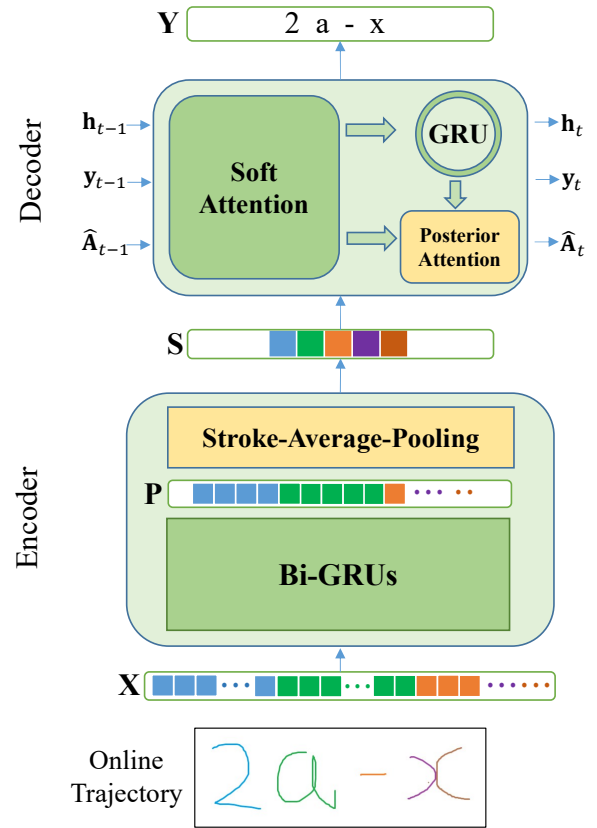 Y 2 a - x
Decoder
h_{t-1}
y_{t-1}
Â_{t-1}
Soft
Attention
GRU
Posterior
Attention
h_t
y_t
Â_t
S
Encoder
Stroke-Average-Pooling
P
Bi-GRUs
X
Online
Trajectory
2 a - x